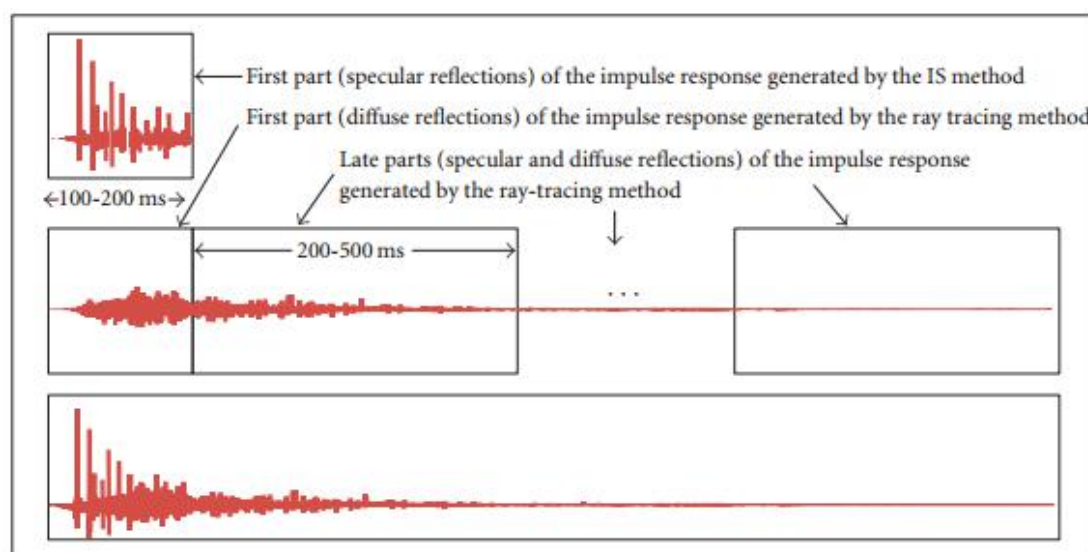 First part (specular reflections) of the impulse response generated by the IS method
First part (diffuse reflections) of the impulse response generated by the ray tracing method
Late parts (specular and diffuse reflections) of the impulse response
generated by the ray-tracing method
100-200 ms
200-500 ms
. . .